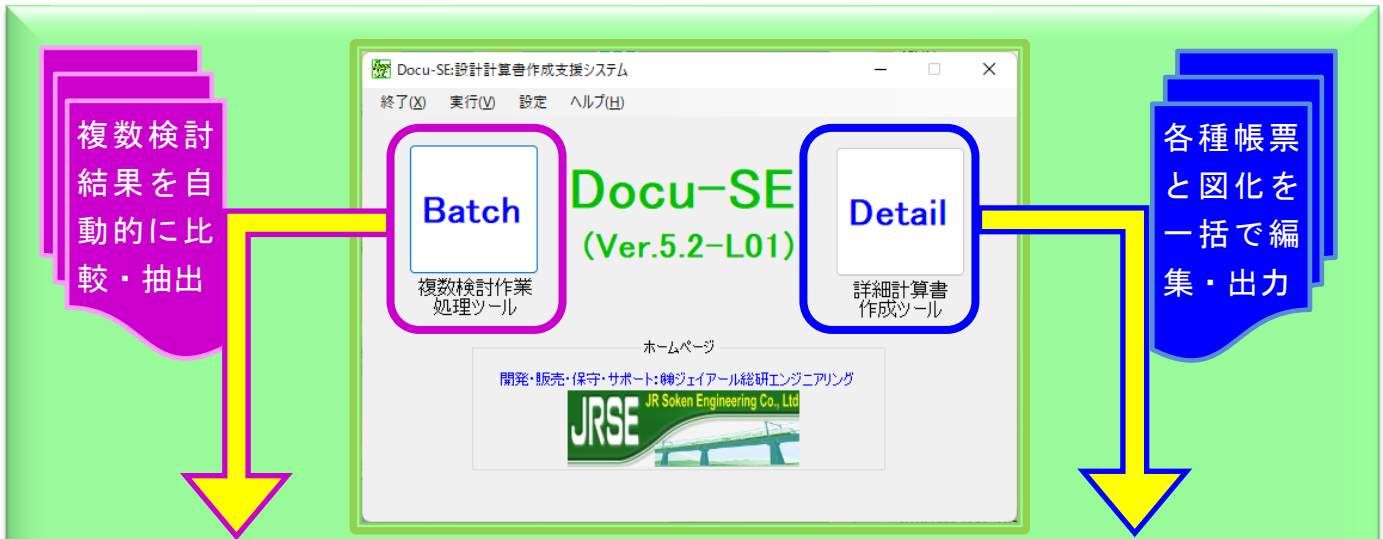 複数検討
結果を自
動的に比
較・抽出
Docu-SE:設計計算書作成支援システム
終了(X) 実行(V) 設定 ヘルプ(H)
Batch
複数検討作業
処理ツール
Docu-SE
(Ver.5.2-L01)
Detail
詳細計算書
作成ツール
ホームページ
開発・販売・保守・サポート:㈱ジェイアール総研エンジニアリング
JRSE
JR Soken Engineering Co., Ltd
各種帳票
と図化を
一括で編
集・出力